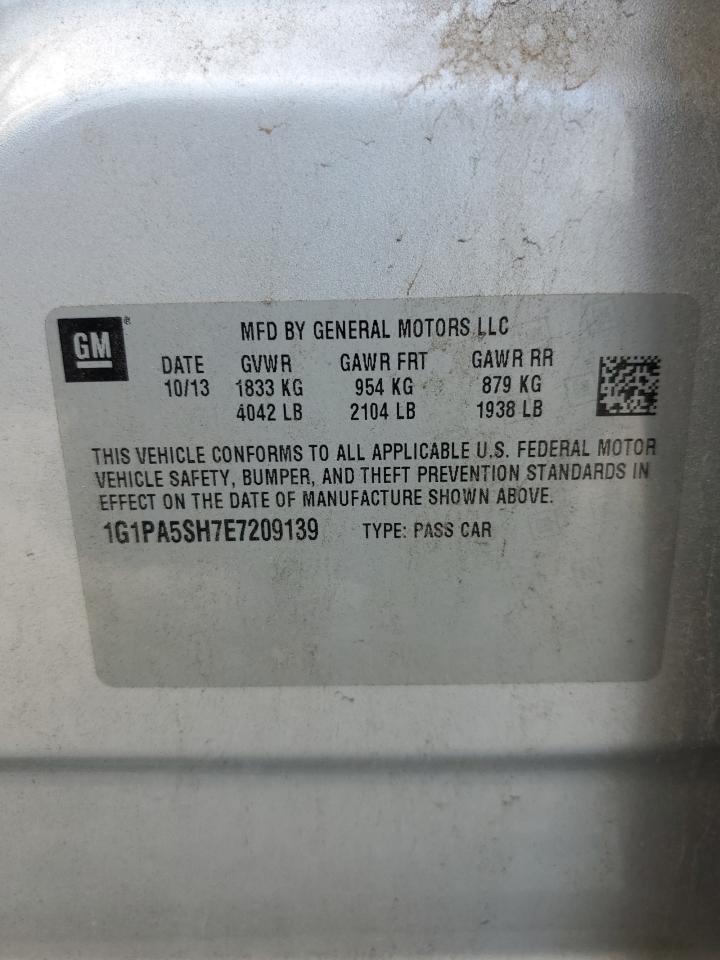 GM ® MFD BY GENERAL MOTORS LLC
DATE GVWR GAWR FRT GAWR RR
10/13 1833 KG 954 KG 879 KG
4042 LB 2104 LB 1938 LB
THIS VEHICLE CONFORMS TO ALL APPLICABLE U.S. FEDERAL MOTOR
VEHICLE SAFETY, BUMPER, AND THEFT PREVENTION STANDARDS IN
EFFECT ON THE DATE OF MANUFACTURE SHOWN ABOVE.
1G1PA5SH7E7209139 TYPE: PASS CAR